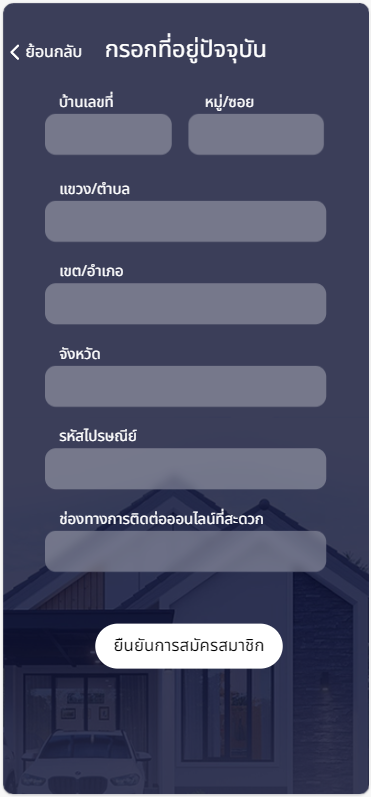 ย้อนกลับ กรอกที่อยู่ปัจจุบัน
บ้านเลขที่ หมู่/ซอย
แขวง/ตำบล
เขต/อำเภอ
จังหวัด
รหัสไปรษณีย์
ช่องทางการติดต่อออนไลน์ที่สะดวก
ยืนยันการสมัครสมาชิก